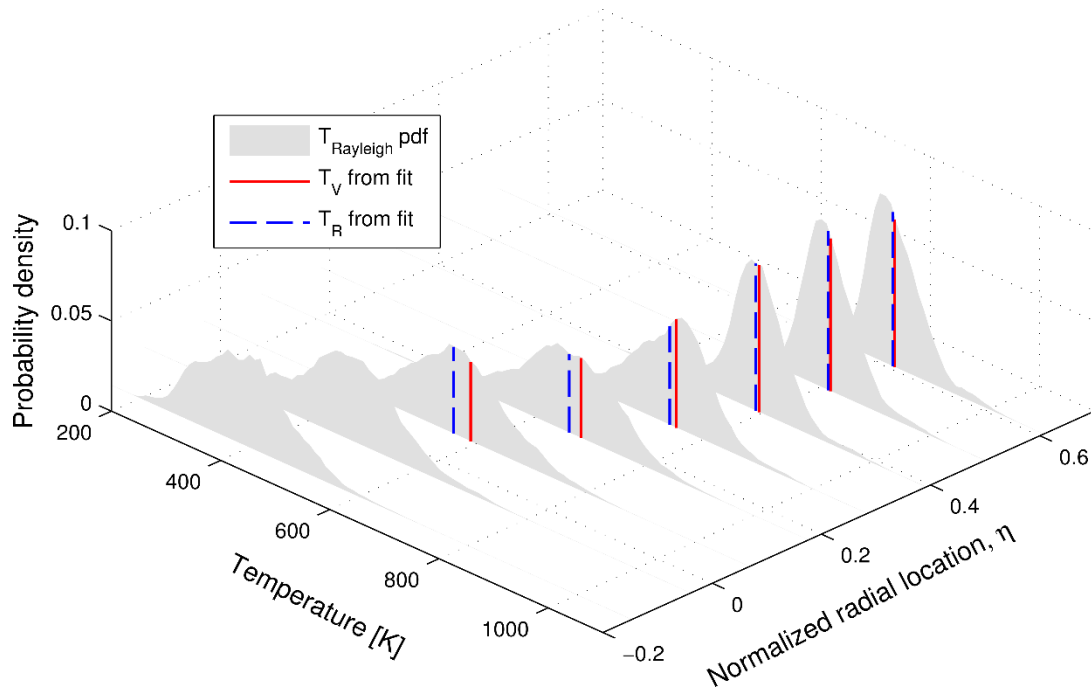 T_Rayleigh pdf
T_V from fit
T_R from fit
Probability density
0.1
0.05
0
200
400
600
800
1000
Temperature [K]
−0.2
0
0.2
0.4
0.6
Normalized radial location, η